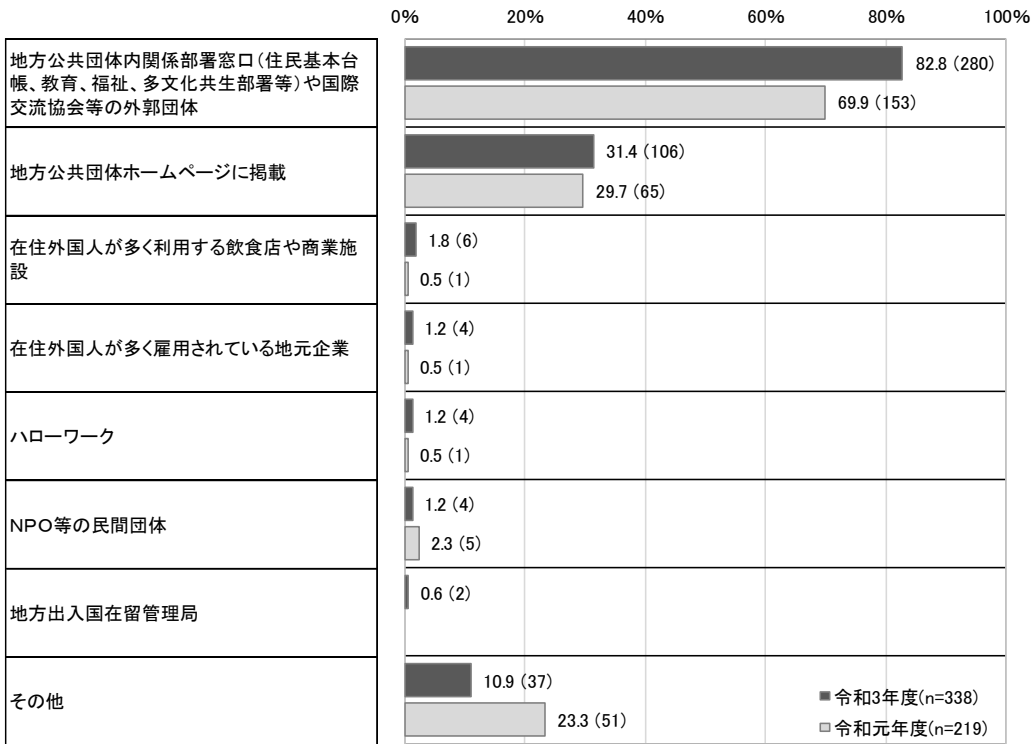 0% 20% 40% 60% 80% 100%
地方公共団体内関係部署窓口(住民基本台
帳、教育、福祉、多文化共生部署等)や国際
交流協会等の外郭団体
82.8 (280)
69.9 (153)
地方公共団体ホームページに掲載
31.4 (106)
29.7 (65)
在住外国人が多く利用する飲食店や商業施
設
1.8 (6)
0.5 (1)
在住外国人が多く雇用されている地元企業
1.2 (4)
0.5 (1)
ハローワーク
1.2 (4)
0.5 (1)
NPO等の民間団体
1.2 (4)
2.3 (5)
地方出入国在留管理局
0.6 (2)
その他
10.9 (37)
23.3 (51)
令和3年度(n=338)
令和元年度(n=219)